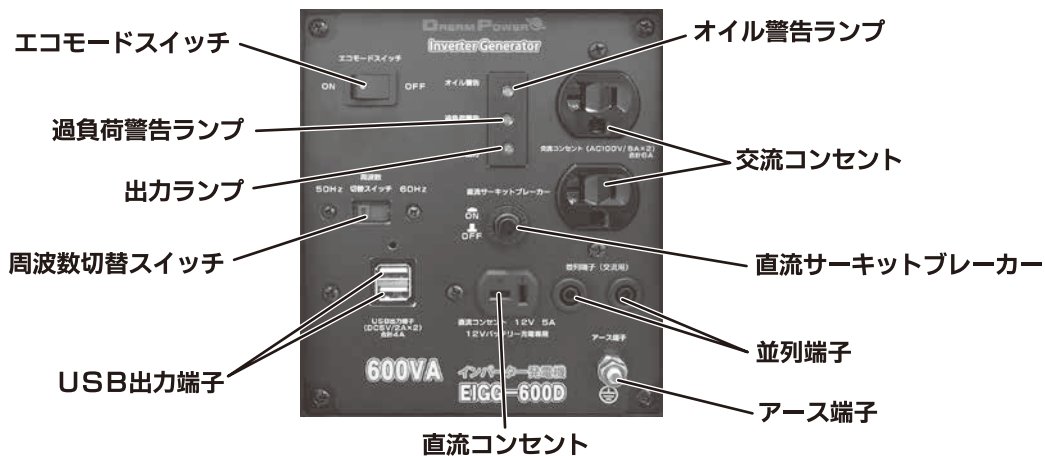 エコモードスイッチ
過負荷警告ランプ
出力ランプ
周波数切替スイッチ
USB出力端子
直流コンセント
オイル警告ランプ
交流コンセント
直流サーキットブレーカー
並列端子
アース端子
DREAM POWER
Inverter Generator
エコモードスイッチ
ON OFF
オイル警告
交流コンセント(AC100V/6A×2)
合計6A
周波数
50Hz 切替スイッチ 60Hz
直流サーキットブレーカー
ON
OFF
並列端子(交流用)
USB出力端子
(DC5V/2A×2)
合計4A
直流コンセント 12V 5A
12Vバッテリー充電専用
アース端子
600VA
インバーター発電機
EIGG-600D